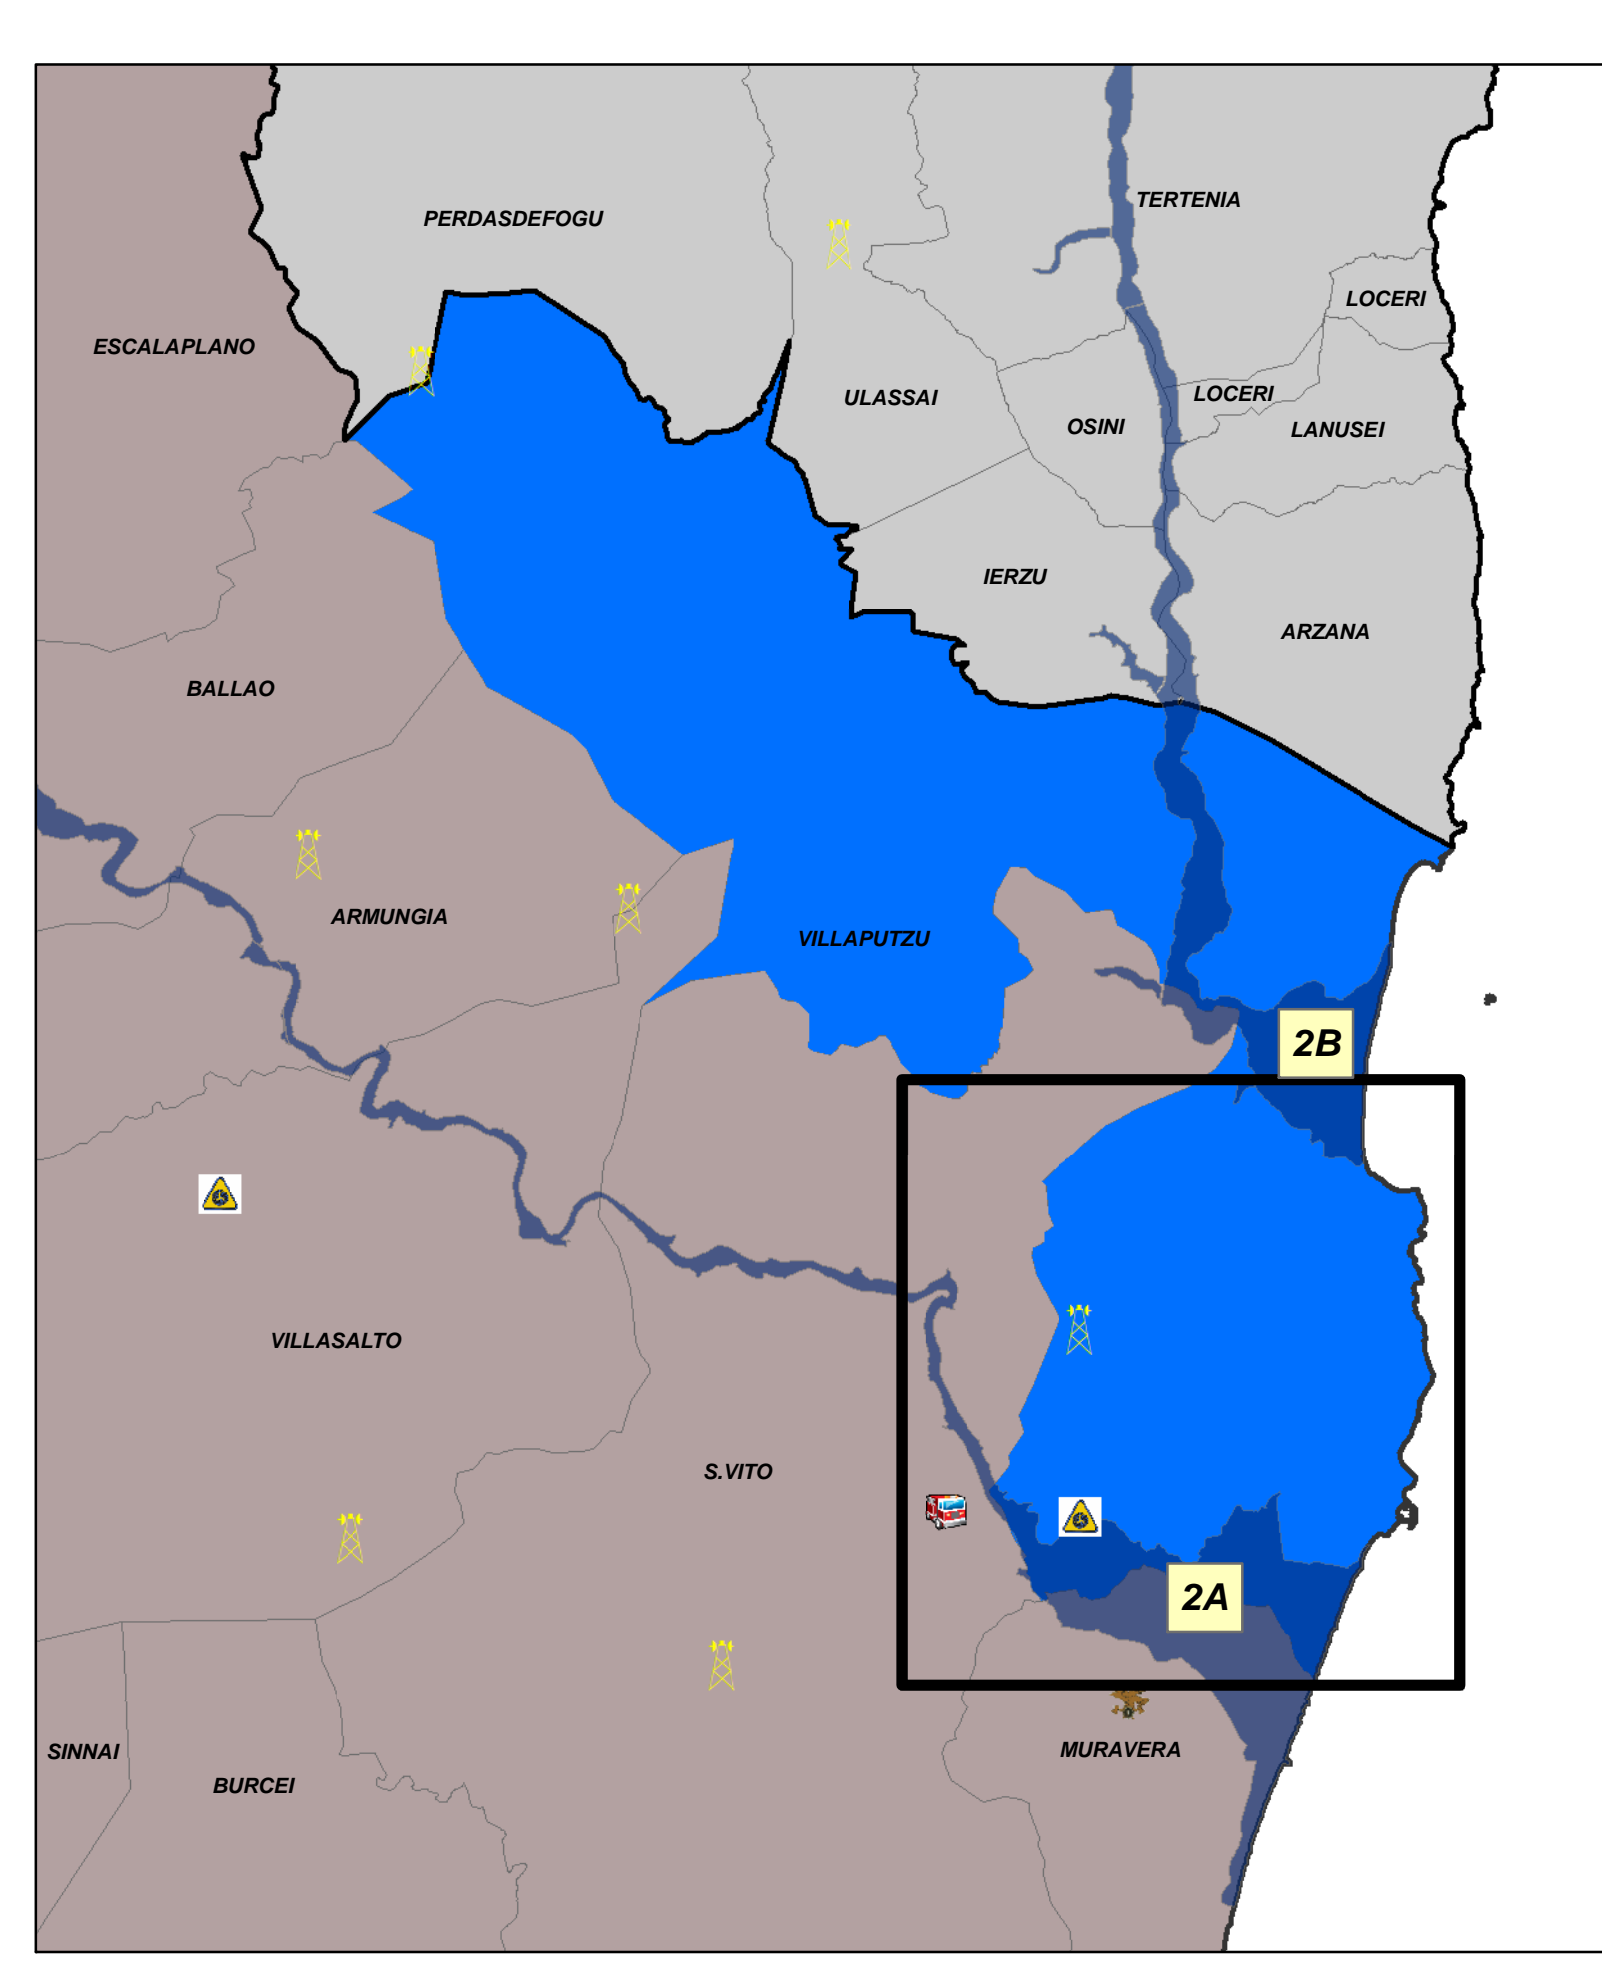 TERTENIA
PERDASDEFOGU
LOCERI
ESCALAPLANO
LOCERI
ULASSAI
OSINI
LANUSEI
IERZU
ARZANA
BALLAO
ARMUNGIA
VILLAPUTZU
2B
VILLASALTO
S.VITO
2A
MURAVERA
SINNAI
BURCEI